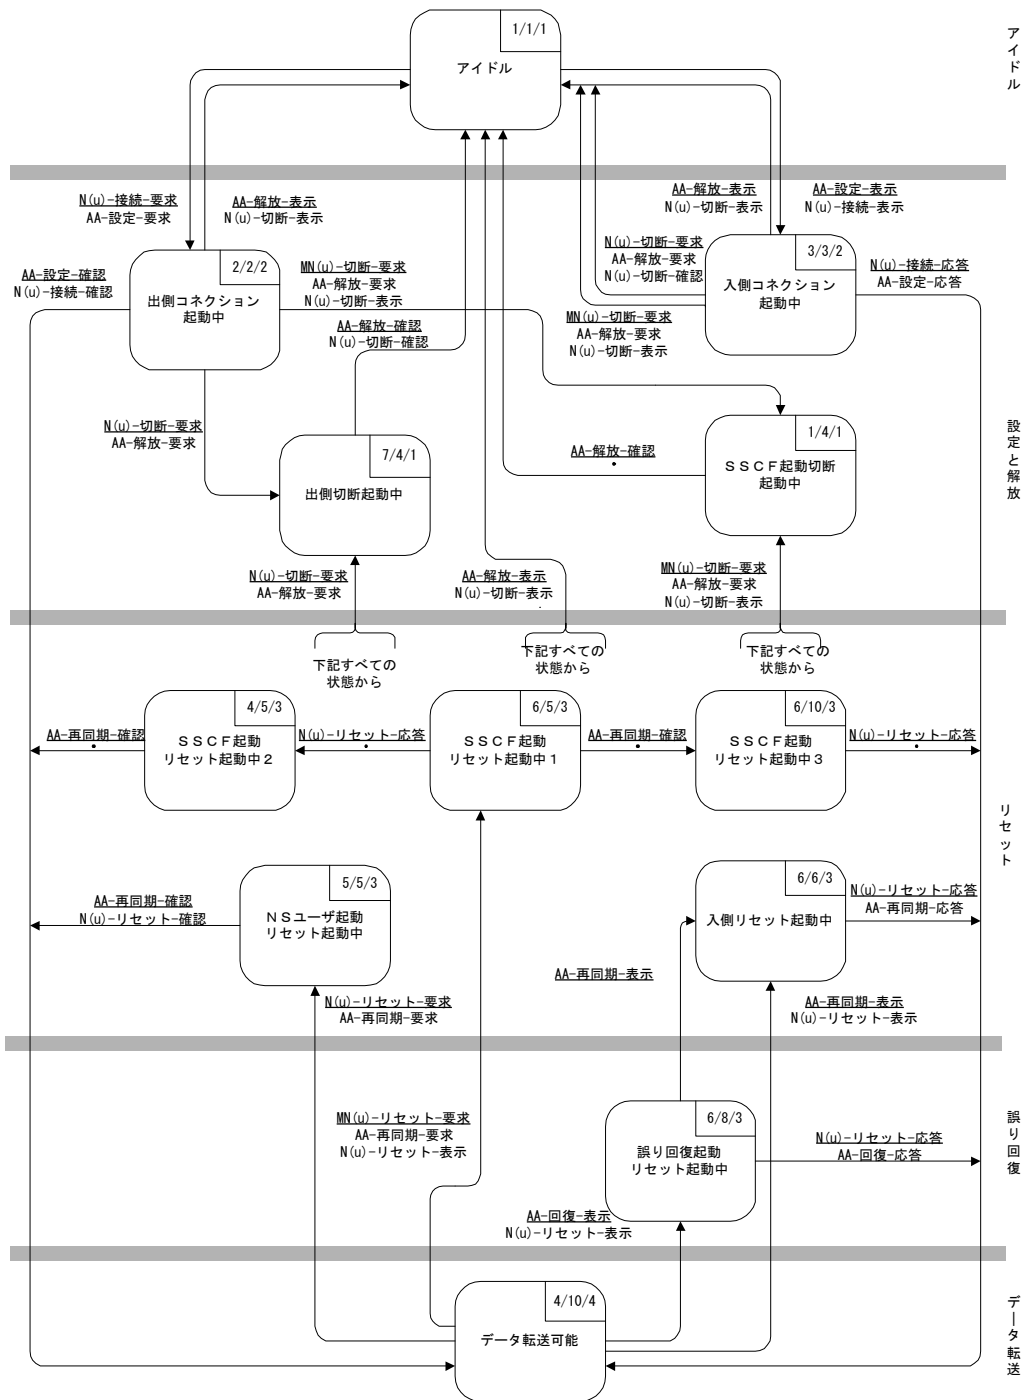 1/1/1
アイドル
アイドル
N(u)-接続-要求
AA-設定-要求
AA-解放-表示
N(u)-切断-表示
AA-解放-表示
N(u)-切断-表示
AA-設定-表示
N(u)-接続-表示
AA-設定-確認
N(u)-接続-確認
2/2/2
出側コネクション
起動中
MN(u)-切断-要求
AA-解放-要求
N(u)-切断-表示
N(u)-切断-要求
AA-解放-要求
N(u)-切断-確認
3/3/2
入側コネクション
起動中
N(u)-接続-応答
AA-設定-応答
AA-解放-確認
N(u)-切断-確認
MN(u)-切断-要求
AA-解放-要求
N(u)-切断-表示
N(u)-切断-要求
AA-解放-要求
7/4/1
出側切断起動中
AA-解放-確認
・
1/4/1
SSCF起動切断
起動中
設定と解放
N(u)-切断-要求
AA-解放-要求
AA-解放-表示
N(u)-切断-表示
MN(u)-切断-要求
AA-解放-要求
N(u)-切断-表示
下記すべての
状態から
下記すべての
状態から
下記すべての
状態から
AA-再同期-確認
・
4/5/3
SSCF起動
リセット起動中2
N(u)-リセット-応答
・
6/5/3
SSCF起動
リセット起動中1
AA-再同期-確認
・
6/10/3
SSCF起動
リセット起動中3
N(u)-リセット-応答
・
リセット
AA-再同期-確認
N(u)-リセット-確認
5/5/3
NSユーザ起動
リセット起動中
6/6/3
入側リセット起動中
N(u)-リセット-応答
AA-再同期-応答
AA-再同期-表示
N(u)-リセット-要求
AA-再同期-要求
AA-再同期-表示
N(u)-リセット-表示
MN(u)-リセット-要求
AA-再同期-要求
N(u)-リセット-表示
6/8/3
誤り回復起動
リセット起動中
N(u)-リセット-応答
AA-回復-応答
誤り回復
AA-回復-表示
N(u)-リセット-表示
4/10/4
データ転送可能
データ転送